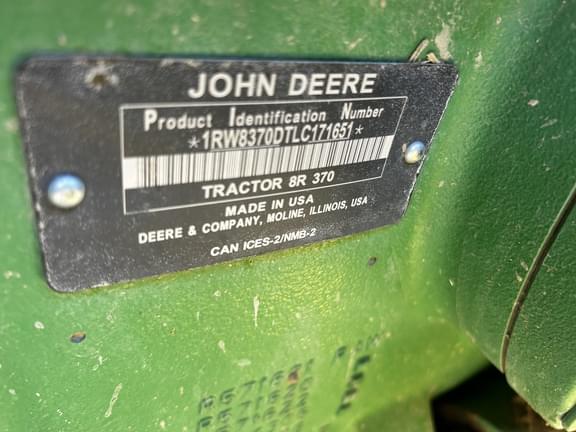 JOHN DEERE
Product Identification Number
*1RW8370DTLC171651*
TRACTOR 8R 370
MADE IN USA
DEERE & COMPANY, MOLINE, ILLINOIS, USA
CAN ICES-2/NMB-2